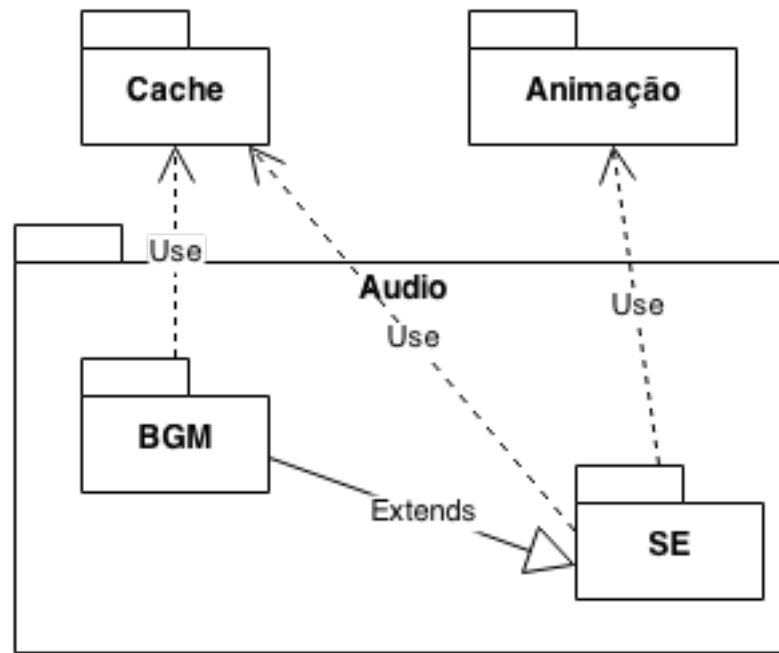 Cache
Animação
Use
Audio
Use
Use
BGM
Extends
SE